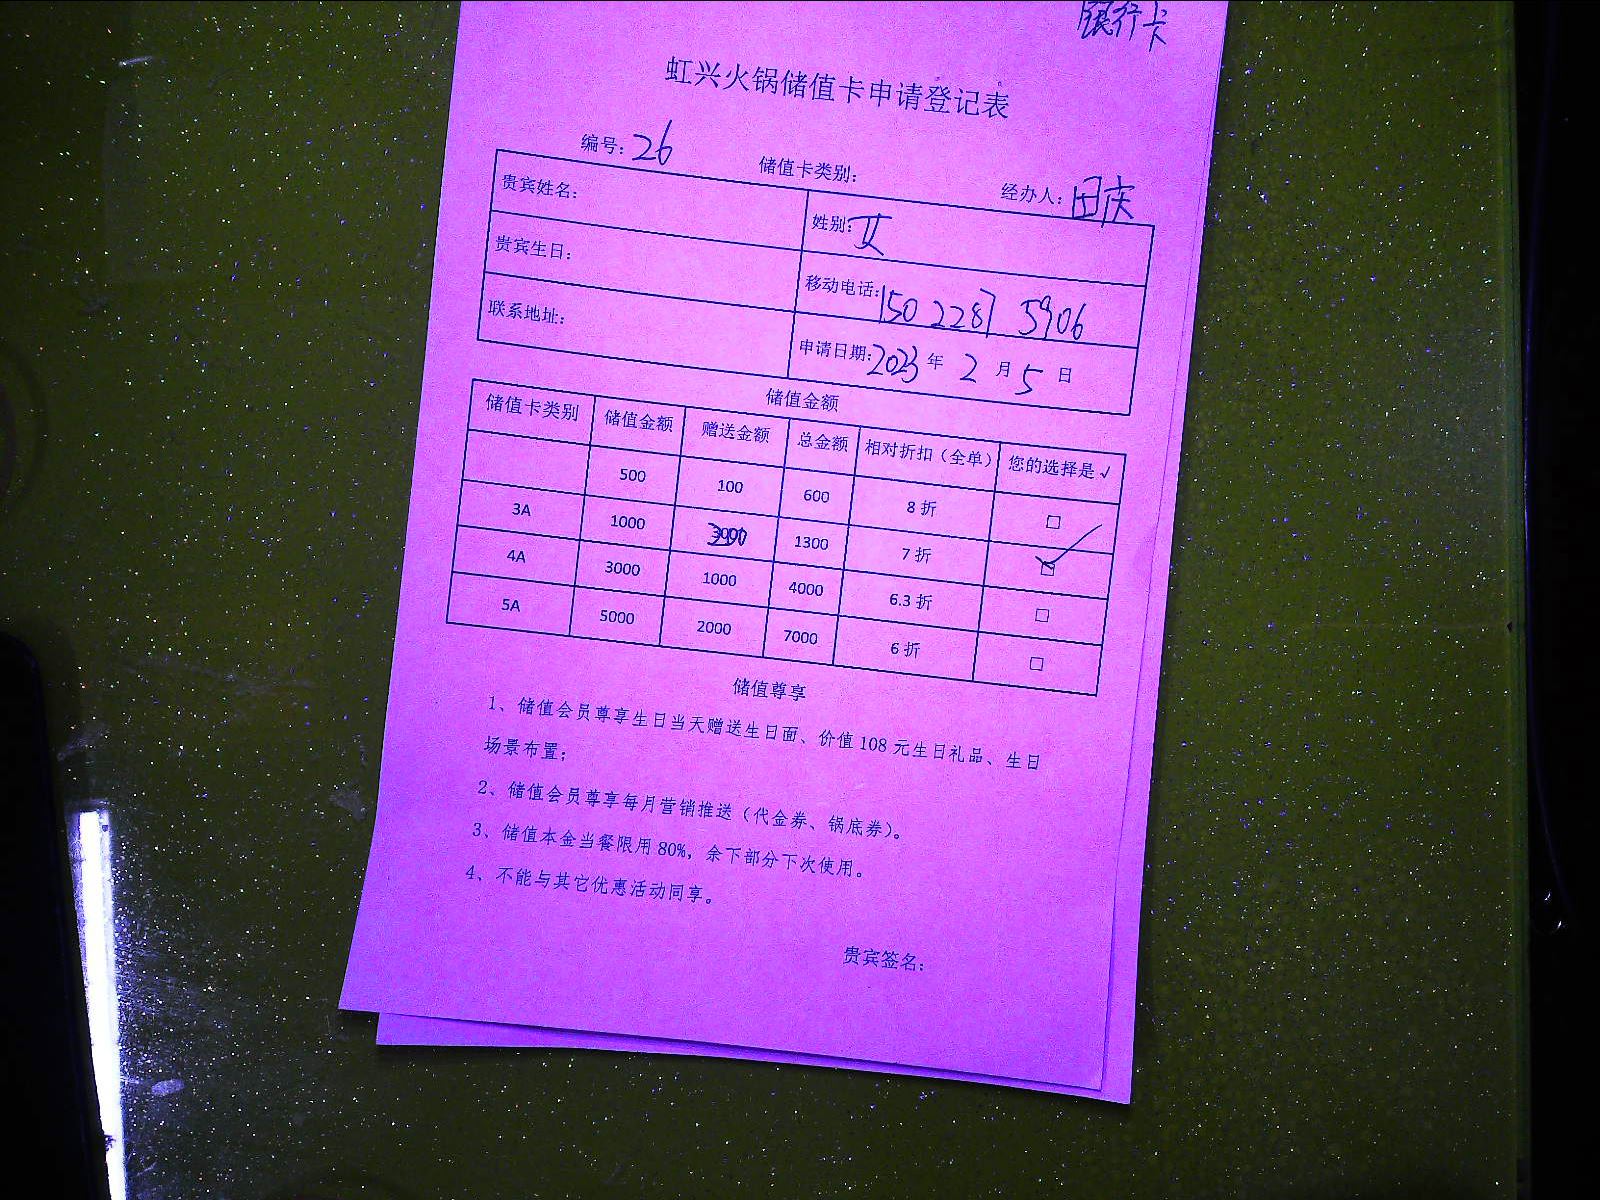 银行卡
虹兴火锅储值卡申请登记表
编号：26 储值卡类别： 经办人：田庆
贵宾姓名： 姓别：女
贵宾生日： 移动电话：150 2287 5906
联系地址： 申请日期：2023年 2 月 5 日
储值金额
储值卡类别 储值金额 赠送金额 总金额 相对折扣（全单） 您的选择是√
500 100 600 8折 □
3A 1000 1300 7折 □ ✓
4A 3000 1000 4000 6.3折 □
5A 5000 2000 7000 6折 □
储值尊享
1、储值会员尊享生日当天赠送生日面、价值108元生日礼品、生日
场景布置；
2、储值会员尊享每月营销推送（代金券、锅底券）。
3、储值本金当餐限用80%，余下部分下次使用。
4、不能与其它优惠活动同享。
贵宾签名：